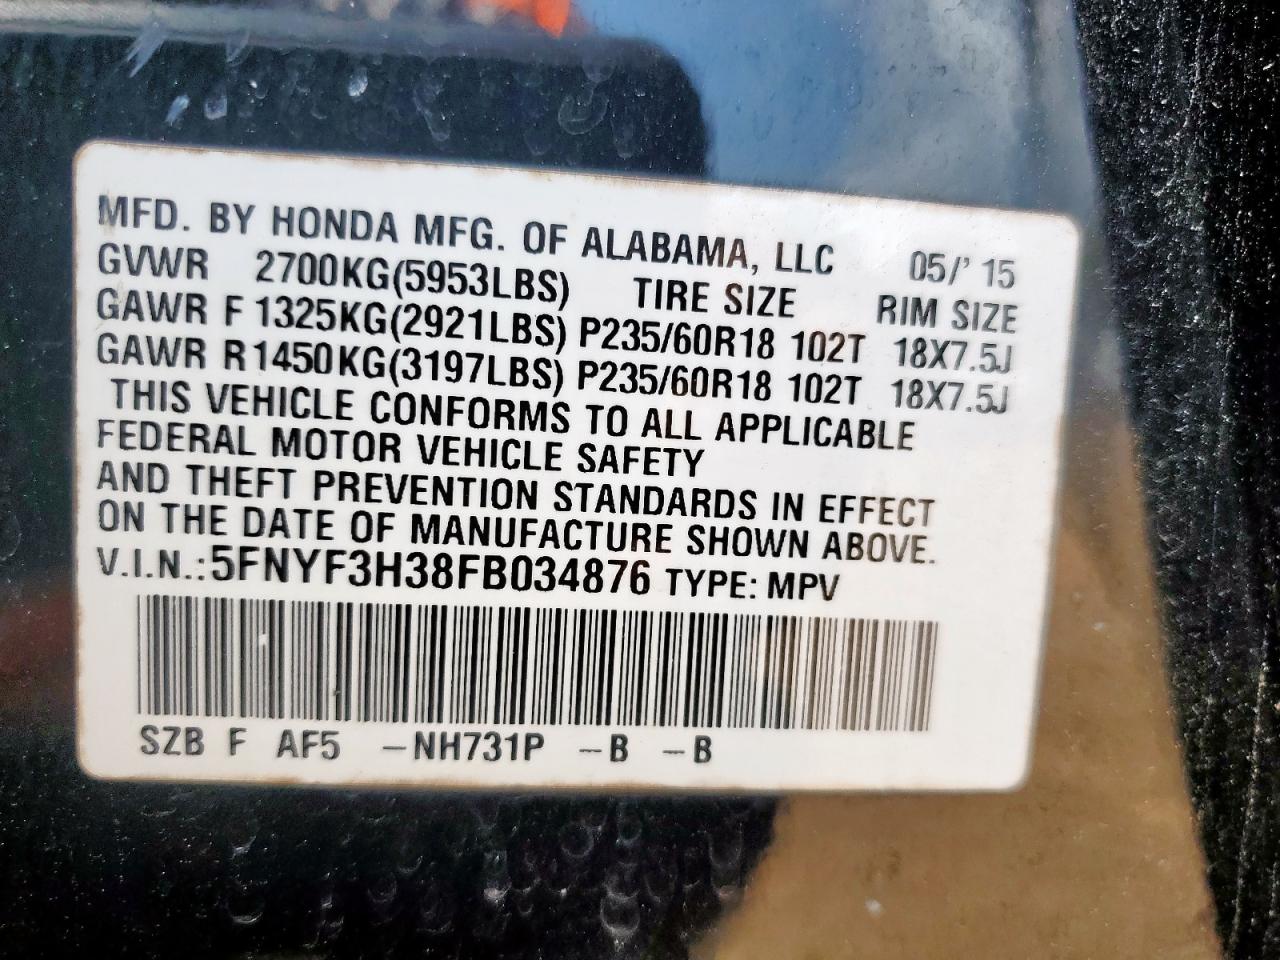 MFD. BY HONDA MFG. OF ALABAMA, LLC 05/' 15
GVWR 2700KG(5953LBS) TIRE SIZE RIM SIZE
GAWR F 1325KG(2921LBS) P235/60R18 102T 18X7.5J
GAWR R 1450KG(3197LBS) P235/60R18 102T 18X7.5J
THIS VEHICLE CONFORMS TO ALL APPLICABLE
FEDERAL MOTOR VEHICLE SAFETY
AND THEFT PREVENTION STANDARDS IN EFFECT
ON THE DATE OF MANUFACTURE SHOWN ABOVE.
V.I.N.:5FNYF3H38FB034876 TYPE: MPV
SZB F AF5 -NH731P -B -B